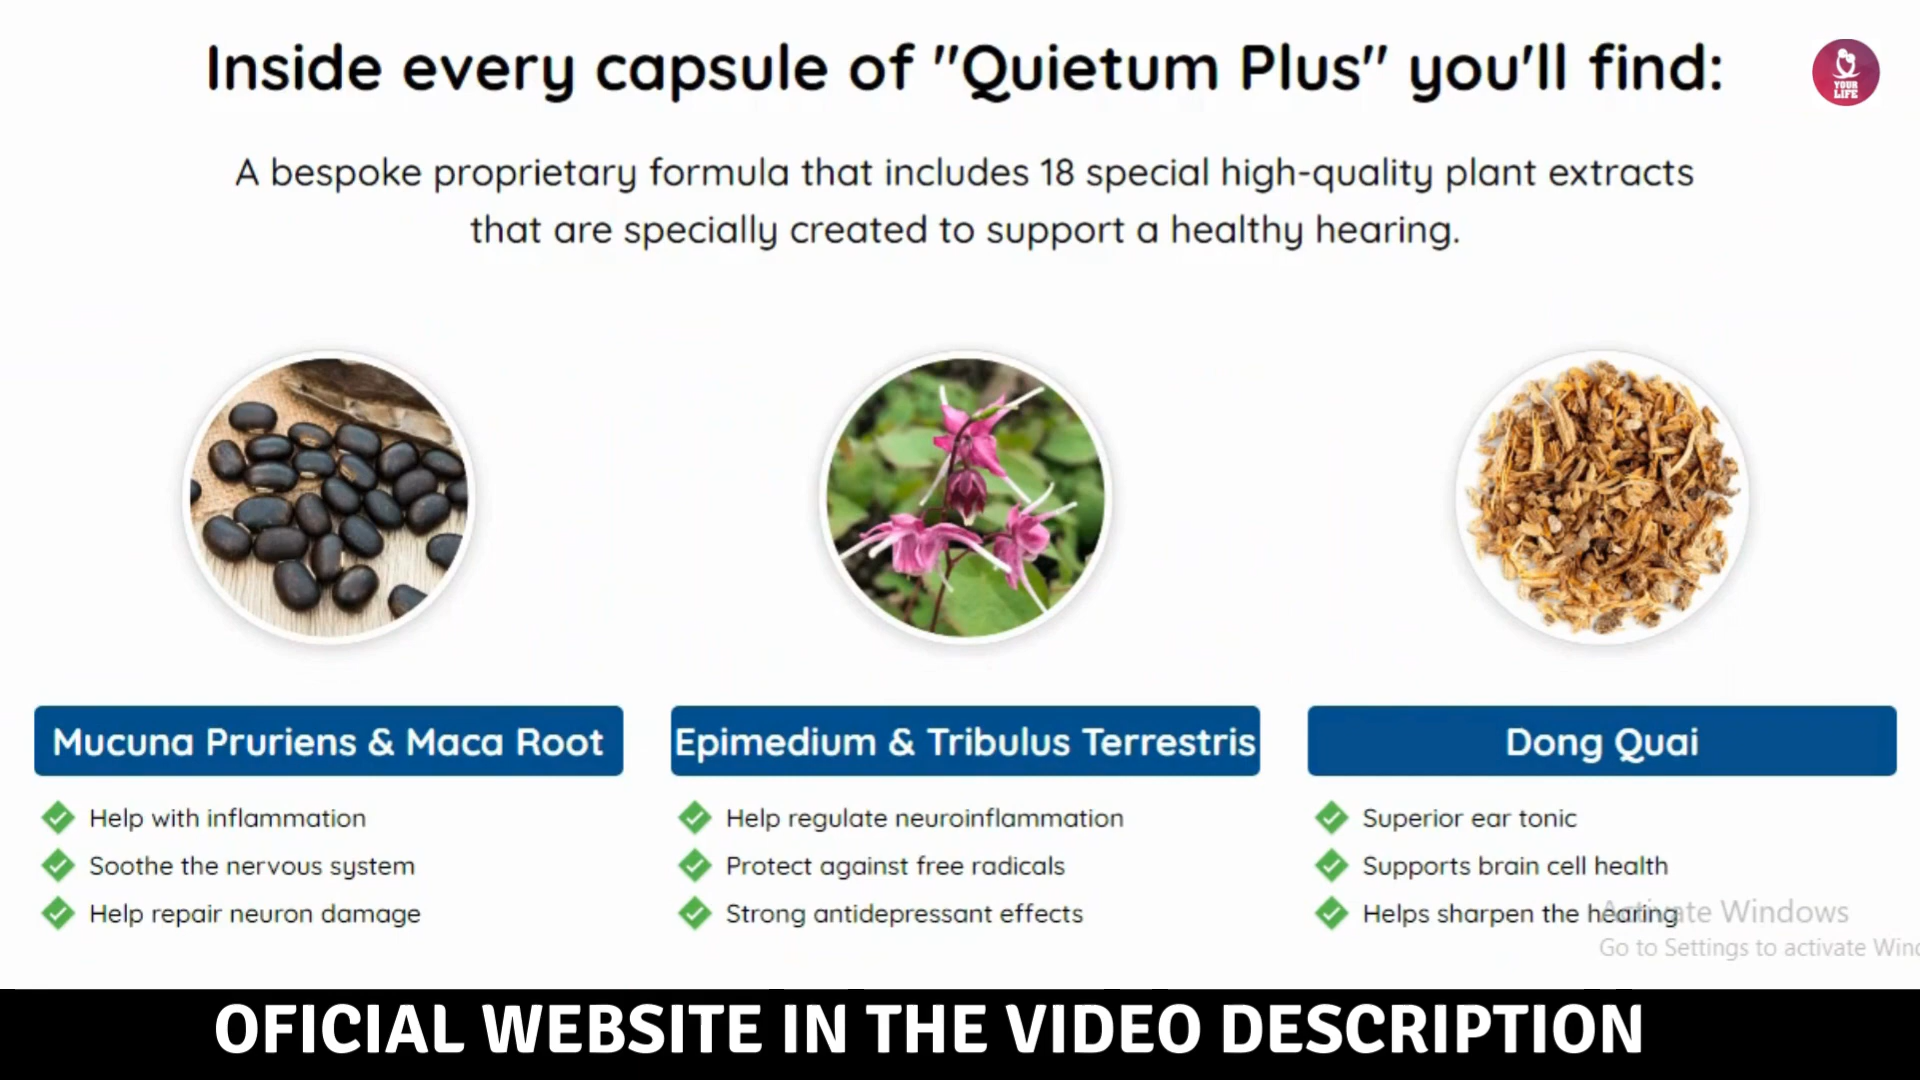 Inside every capsule of "Quietum Plus" you'll find:
YOUR
LIFE
A bespoke proprietary formula that includes 18 special high-quality plant extracts
that are specially created to support a healthy hearing.
Mucuna Pruriens & Maca Root
Help with inflammation
Soothe the nervous system
Help repair neuron damage
Epimedium & Tribulus Terrestris
Help regulate neuroinflammation
Protect against free radicals
Strong antidepressant effects
Dong Quai
Superior ear tonic
Supports brain cell health
Helps sharpen the hearing
Activate Windows
Go to Settings to activate Wind
OFICIAL WEBSITE IN THE VIDEO DESCRIPTION